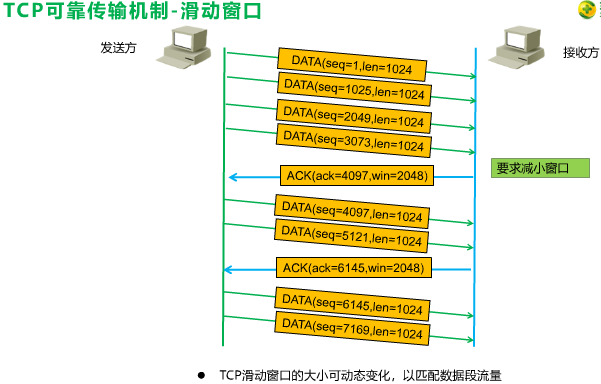 TCP可靠传输机制-滑动窗口
发送方
接收方
DATA(seq=1,len=1024
DATA(seq=1025,len=1024
DATA(seq=2049,len=1024
DATA(seq=3073,len=1024
ACK(ack=4097,win=2048)
要求减小窗口
DATA(seq=4097,len=1024
DATA(seq=5121,len=1024
ACK(ack=6145,win=2048)
DATA(seq=6145,len=1024
DATA(seq=7169,len=1024
● TCP滑动窗口的大小可动态变化，以匹配数据段流量